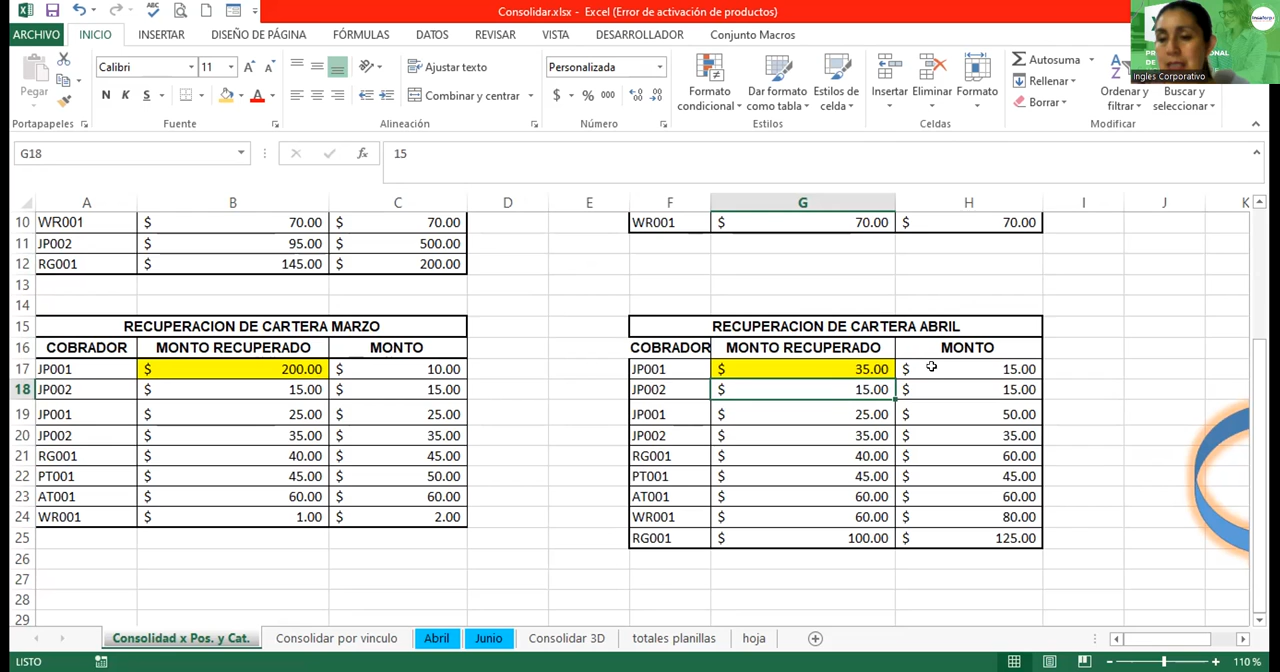 Consolidar.xlsx - Excel (Error de activación de productos)
ARCHIVO INICIO INSERTAR DISEÑO DE PÁGINA FÓRMULAS DATOS REVISAR VISTA DESARROLLADOR Conjunto Macros
Ingles Corporativo
Pegar
Calibri 11
N K S
Ajustar texto
Combinar y centrar
Personalizada
$ % 000
Formato condicional
Dar formato como tabla
Estilos de celda
Insertar Eliminar Formato
Autosuma
Rellenar
Borrar
Ordenar y filtrar
Buscar y seleccionar
Portapapeles Fuente Alineación Número Estilos Celdas Modificar
G18 fx 15
A B C D E F G H I J K
10 WR001 $ 70.00 $ 70.00 WR001 $ 70.00 $ 70.00
11 JP002 $ 95.00 $ 500.00
12 RG001 $ 145.00 $ 200.00
13
14
15 RECUPERACION DE CARTERA MARZO RECUPERACION DE CARTERA ABRIL
16 COBRADOR MONTO RECUPERADO MONTO COBRADOR MONTO RECUPERADO MONTO
17 JP001 $ 200.00 $ 10.00 JP001 $ 35.00 $ 15.00
18 JP002 $ 15.00 $ 15.00 JP002 $ 15.00 $ 15.00
19 JP001 $ 25.00 $ 25.00 JP001 $ 25.00 $ 50.00
20 JP002 $ 35.00 $ 35.00 JP002 $ 35.00 $ 35.00
21 RG001 $ 40.00 $ 45.00 RG001 $ 40.00 $ 60.00
22 PT001 $ 45.00 $ 50.00 PT001 $ 45.00 $ 45.00
23 AT001 $ 60.00 $ 60.00 AT001 $ 60.00 $ 60.00
24 WR001 $ 1.00 $ 2.00 WR001 $ 60.00 $ 80.00
25 RG001 $ 100.00 $ 125.00
26
27
28
29
Consolidad x Pos. y Cat. Consolidar por vinculo Abril Junio Consolidar 3D totales planillas hoja
LISTO 110 %